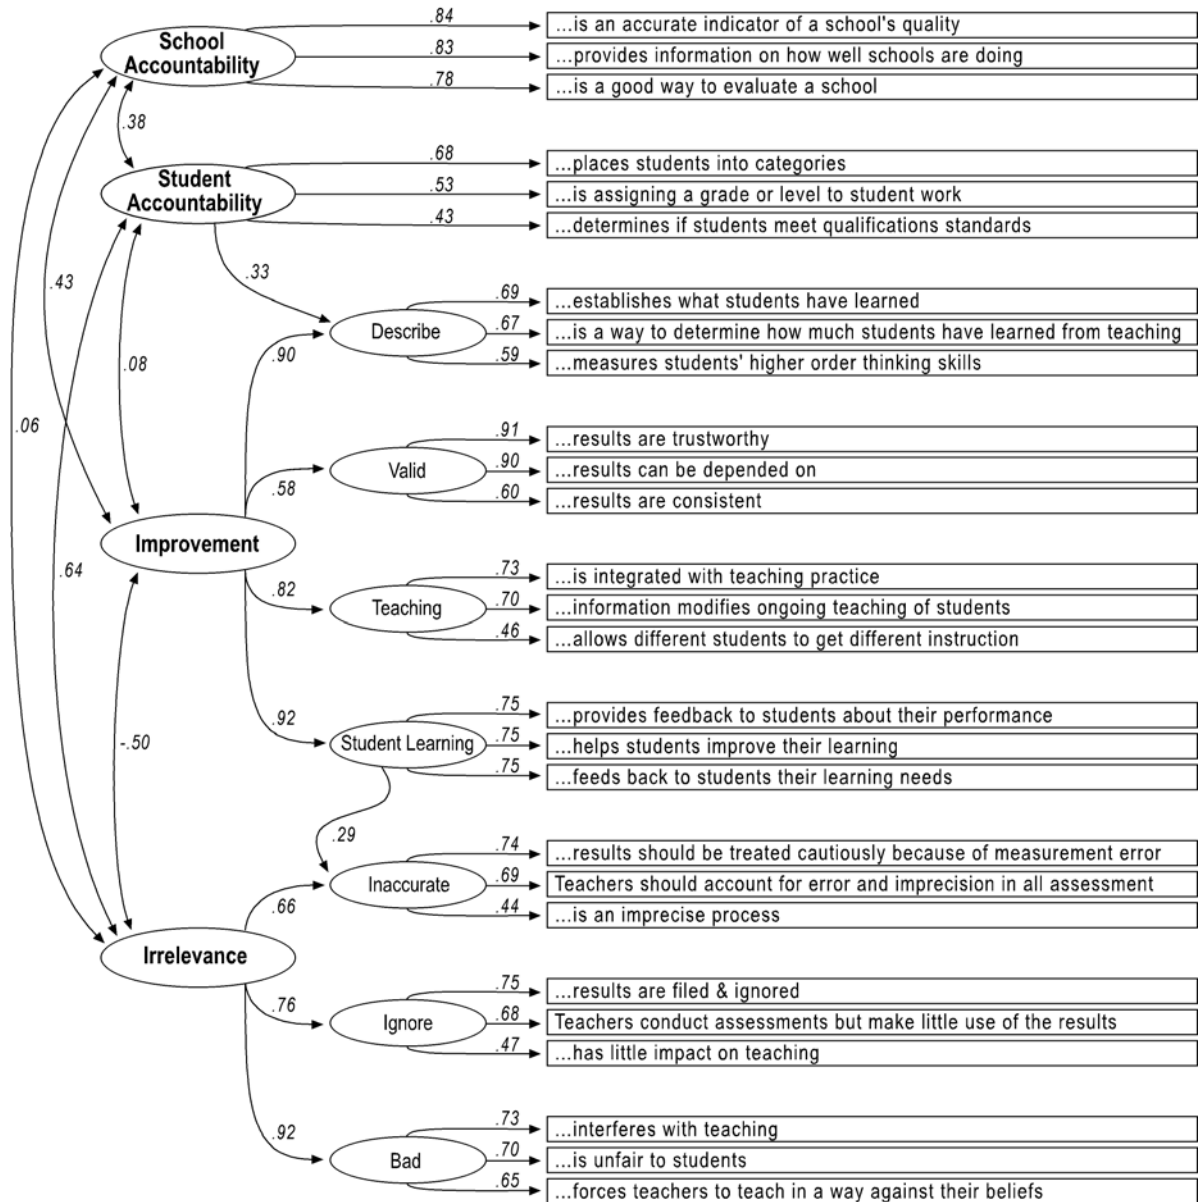 .84
...is an accurate indicator of a school's quality
School
Accountability
.83
...provides information on how well schools are doing
.78
...is a good way to evaluate a school
.38
.68
...places students into categories
Student
Accountability
.53
...is assigning a grade or level to student work
.43
...determines if students meet qualifications standards
.33
.43
.69
...establishes what students have learned
Describe
.67
...is a way to determine how much students have learned from teaching
.59
...measures students' higher order thinking skills
.90
.08
.06
.91
...results are trustworthy
Valid
.90
...results can be depended on
.58
.60
...results are consistent
Improvement
.64
.82
.73
...is integrated with teaching practice
Teaching
.70
...information modifies ongoing teaching of students
.46
...allows different students to get different instruction
.92
.75
...provides feedback to students about their performance
-.50
Student Learning
.75
...helps students improve their learning
.75
...feeds back to students their learning needs
.29
.74
...results should be treated cautiously because of measurement error
Inaccurate
.69
Teachers should account for error and imprecision in all assessment
.66
.44
...is an imprecise process
Irrelevance
.76
.75
...results are filed & ignored
Ignore
.68
Teachers conduct assessments but make little use of the results
.47
...has little impact on teaching
.92
.73
...interferes with teaching
Bad
.70
...is unfair to students
.65
...forces teachers to teach in a way against their beliefs